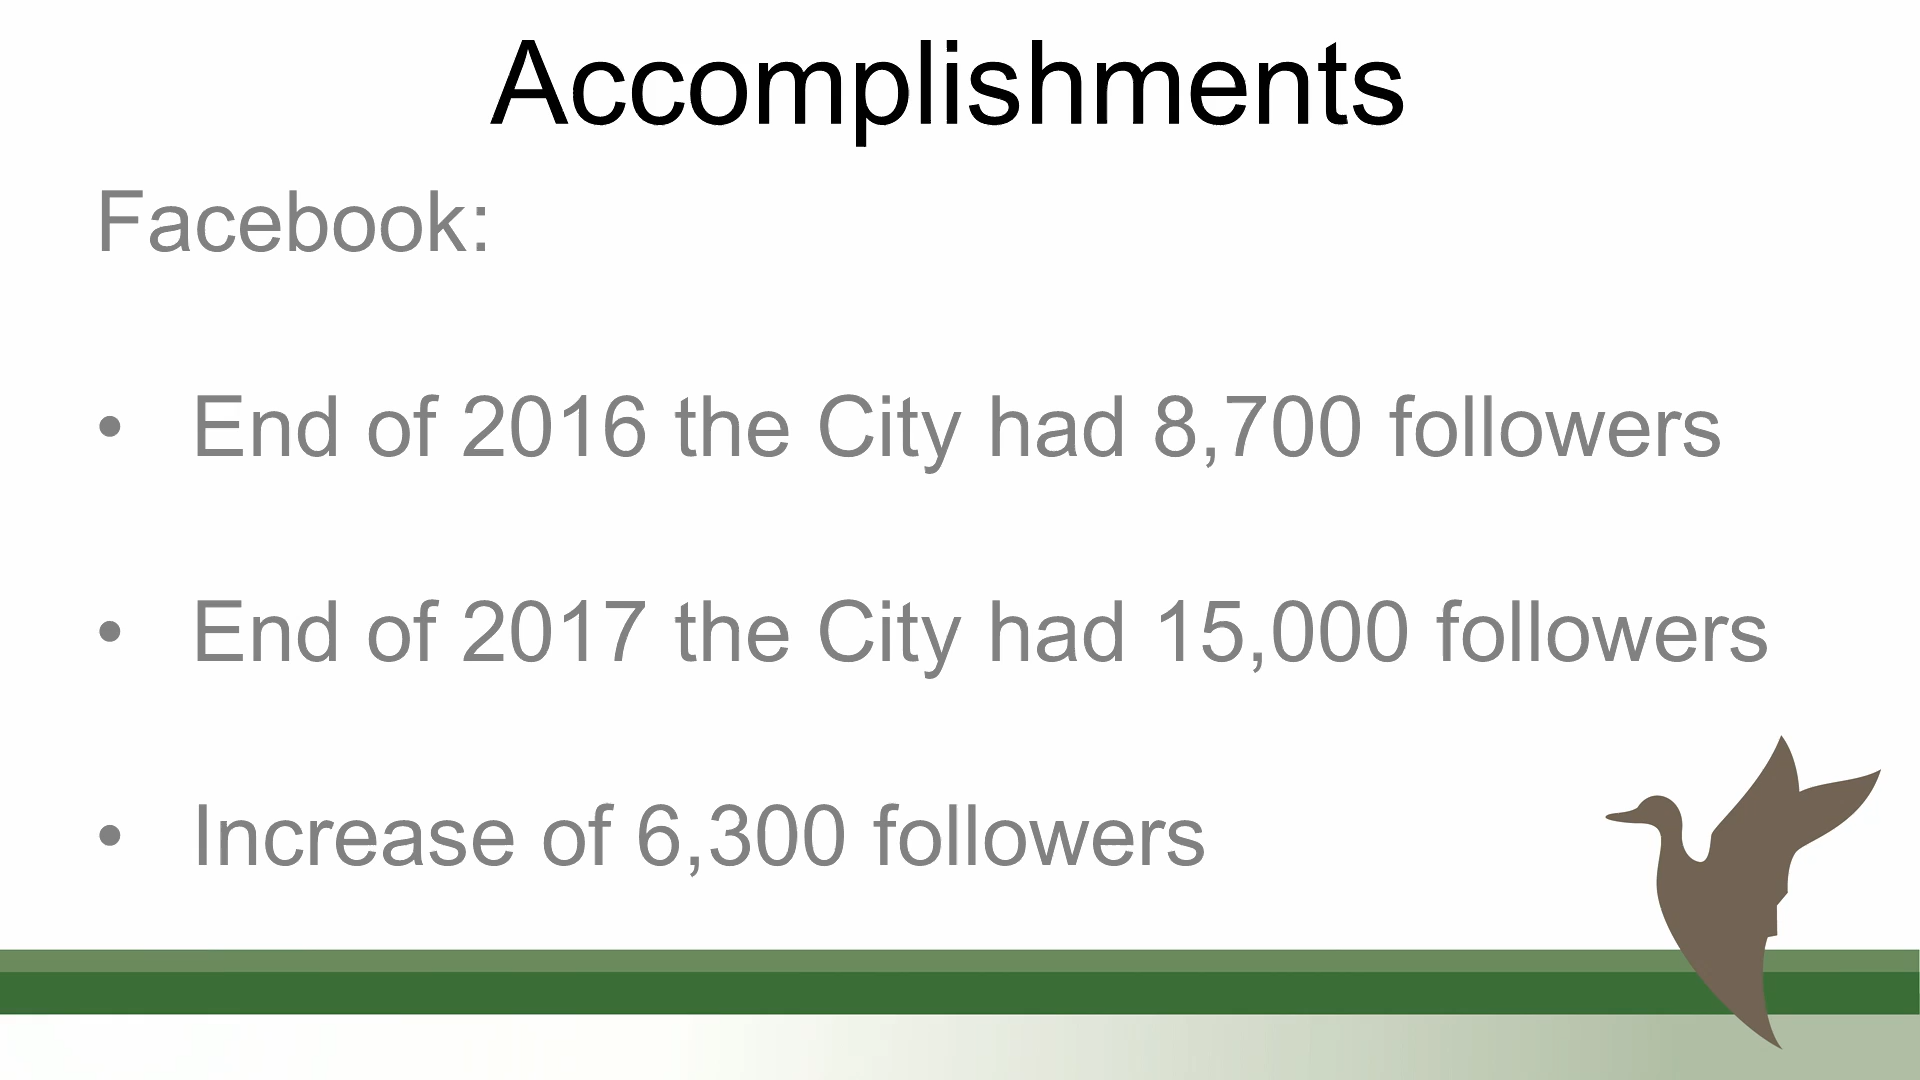 Accomplishments
Facebook:
• End of 2016 the City had 8,700 followers
• End of 2017 the City had 15,000 followers
• Increase of 6,300 followers